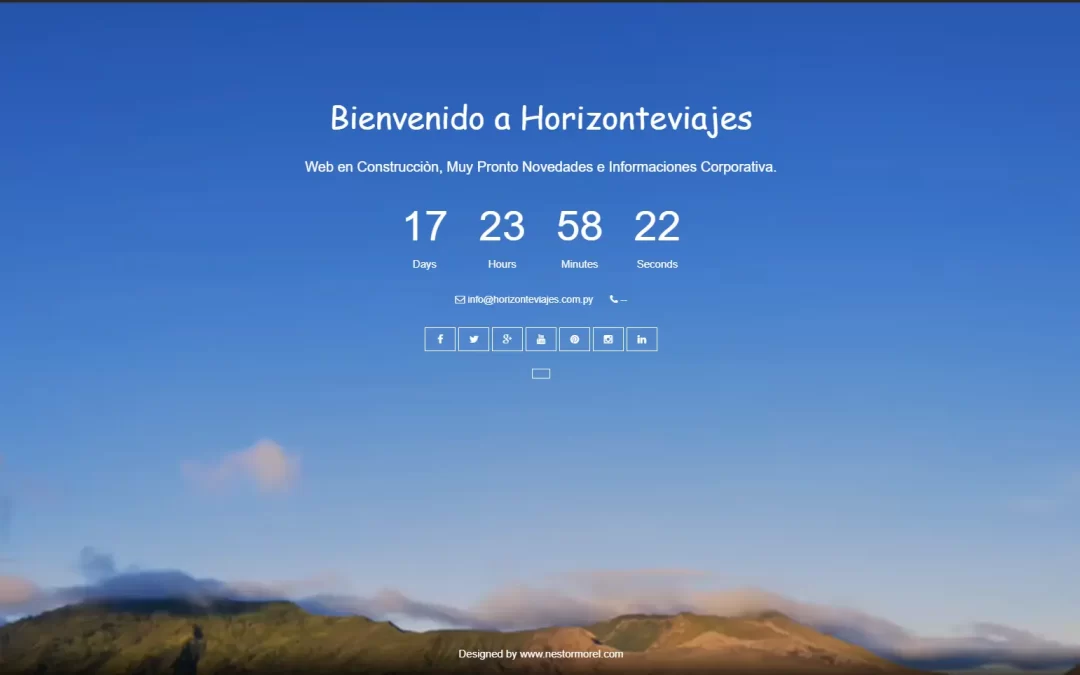 Bienvenido a Horizonteviajes
Web en Construcciòn, Muy Pronto Novedades e Informaciones Corporativa.
17 23 58 22
Days Hours Minutes Seconds
info@horizonteviajes.com.py --
Designed by www.nestormorel.com